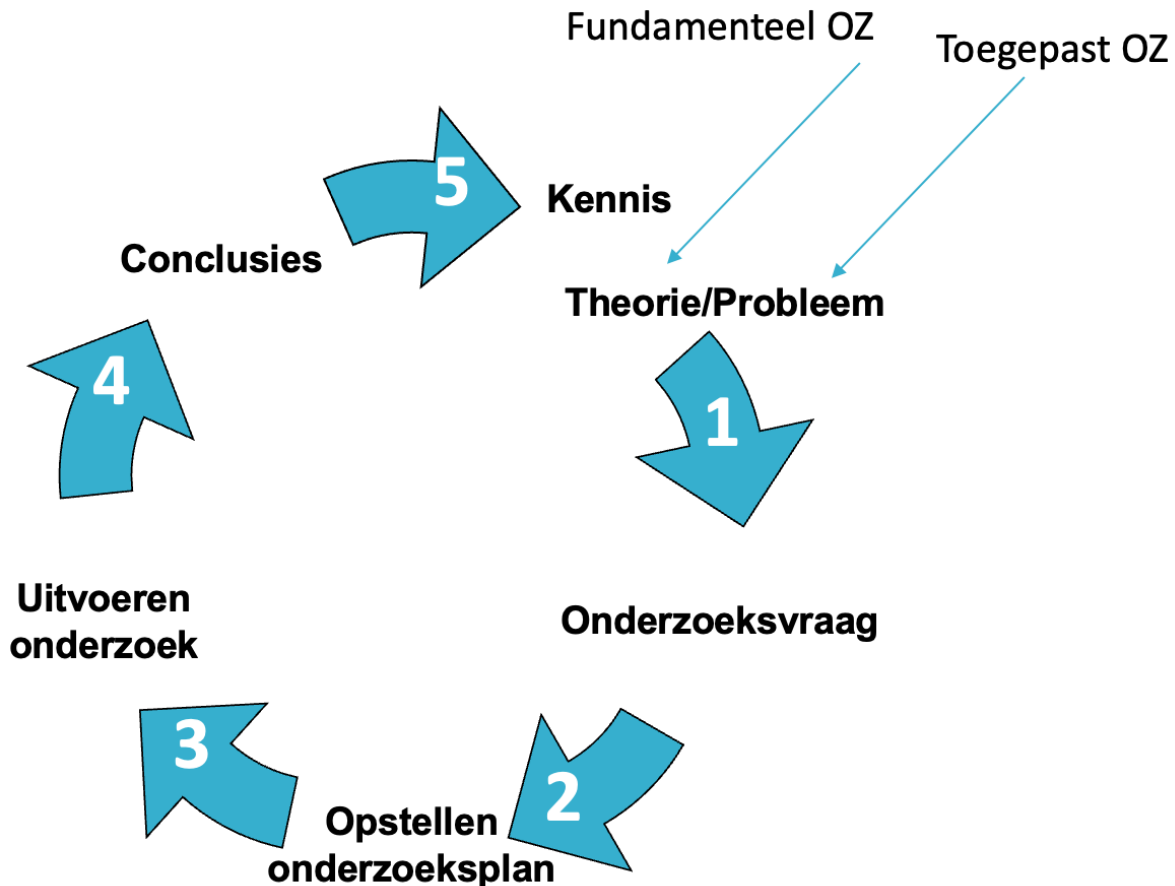 Fundamenteel OZ
Toegepast OZ
5
Kennis
Conclusies
Theorie/Probleem
4
1
Uitvoeren
onderzoek
Onderzoeksvraag
3
2
Opstellen
onderzoeksplan